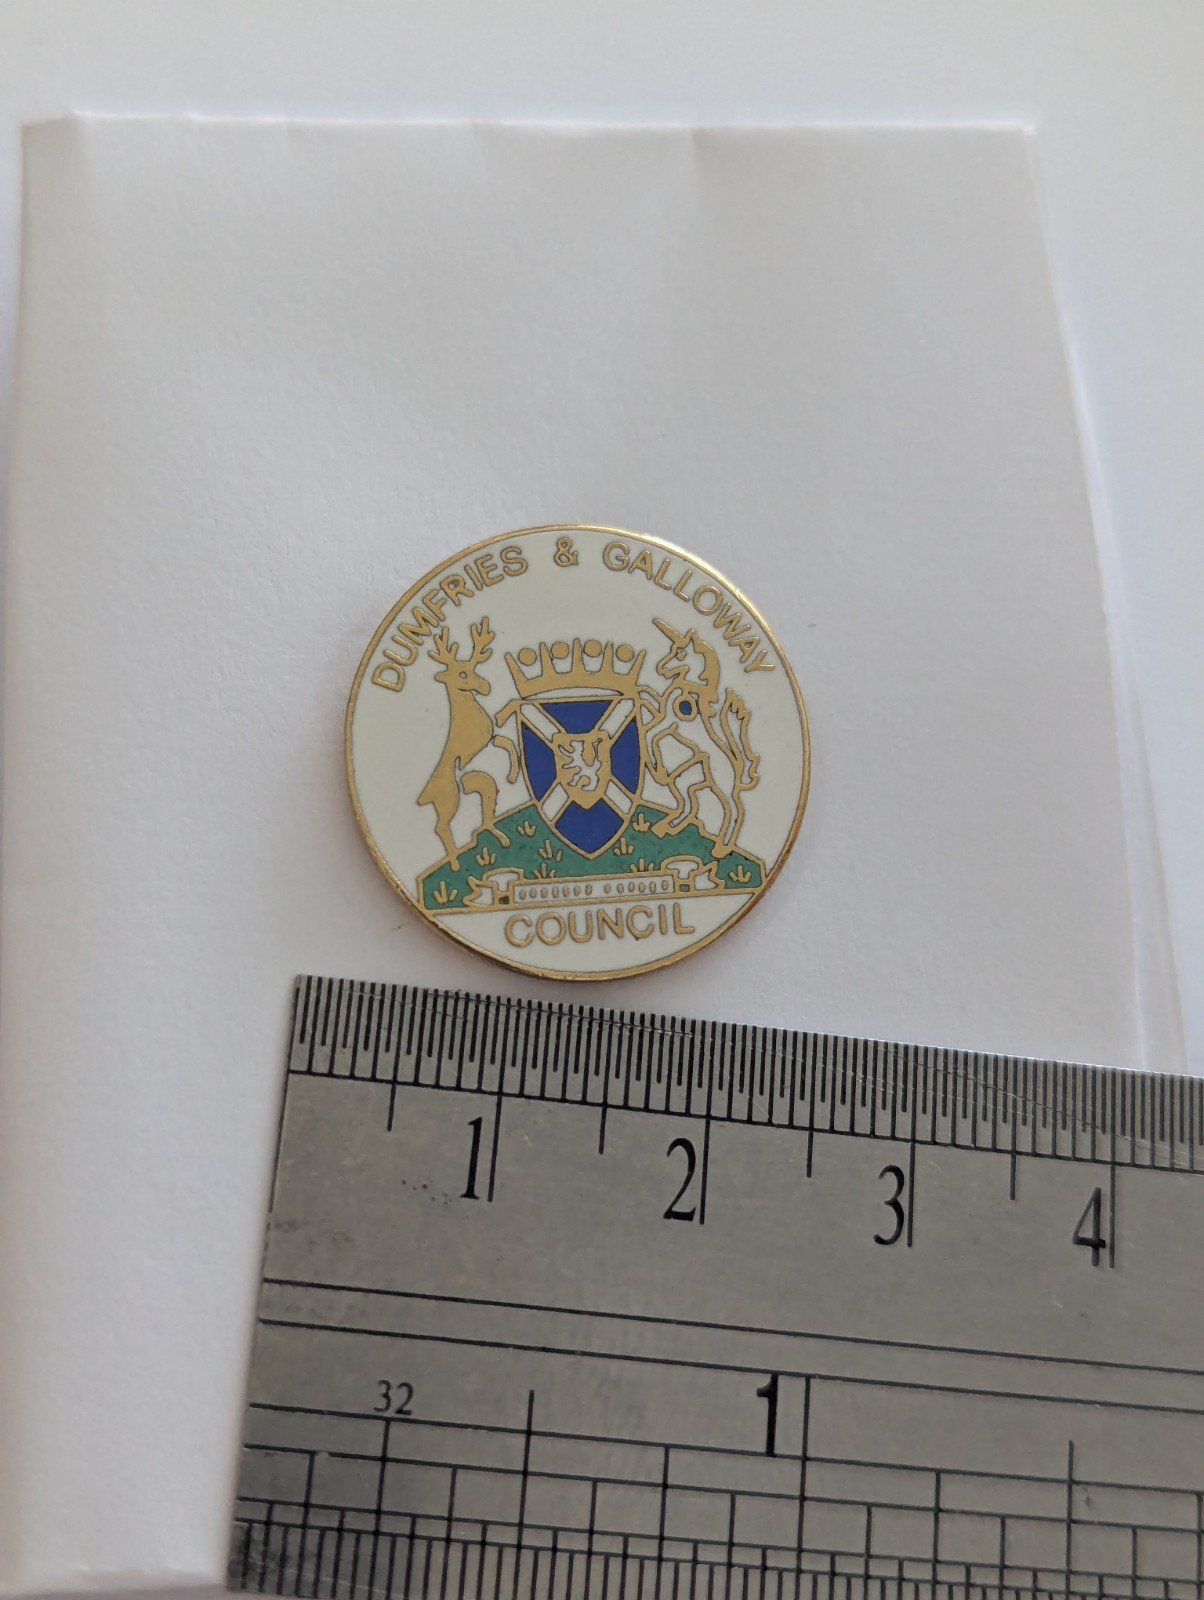 DUMFRIES & GALLOWAY
COUNCIL
1 2 3 4
1
32